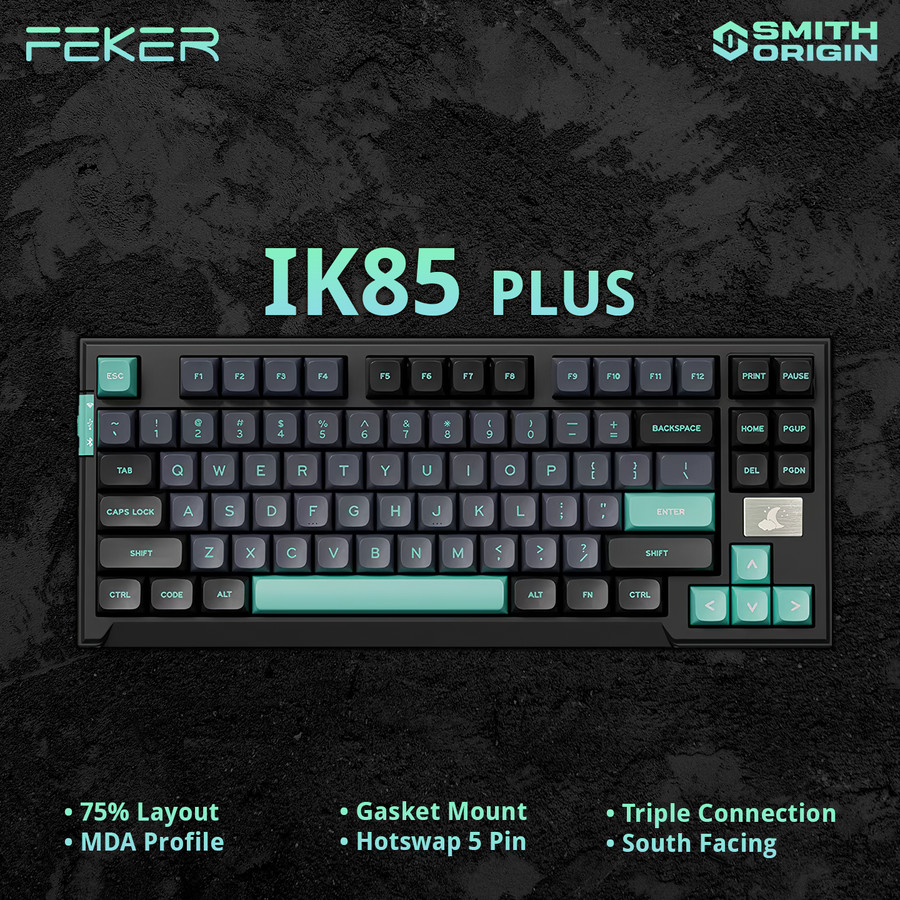 FEKER
SMITH
ORIGIN
IK85 PLUS
ESC F1 F2 F3 F4 F5 F6 F7 F8 F9 F10 F11 F12 PRINT PAUSE
~ ! @ # $ % ^ & * ( ) — +
` 1 2 3 4 5 6 7 8 9 0 - = BACKSPACE HOME PGUP
TAB Q W E R T Y U I O P { [ } ] | \ DEL PGDN
CAPS LOCK A S D F G H J K L : ; " ' ENTER
SHIFT Z X C V B N M < , > . ? / SHIFT
CTRL CODE ALT ALT FN CTRL
• 75% Layout
• MDA Profile
• Gasket Mount
• Hotswap 5 Pin
• Triple Connection
• South Facing